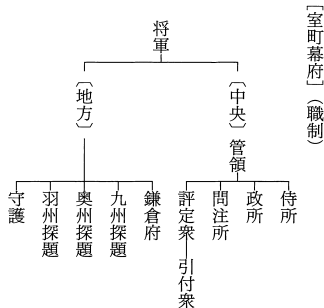 [室町幕府](職制)
将軍
〔中央〕管領
侍所
政所
問注所
評定衆―引付衆
〔地方〕
鎌倉府
九州探題
奥州探題
羽州探題
守護